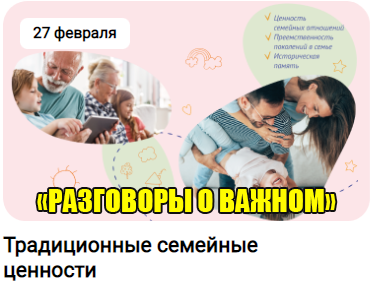 27 февраля
✓ Ценность
семейных отношений
✓ Преемственность
поколений в семье
✓ Историческая
память
«РАЗГОВОРЫ О ВАЖНОМ»
Традиционные семейные
ценности